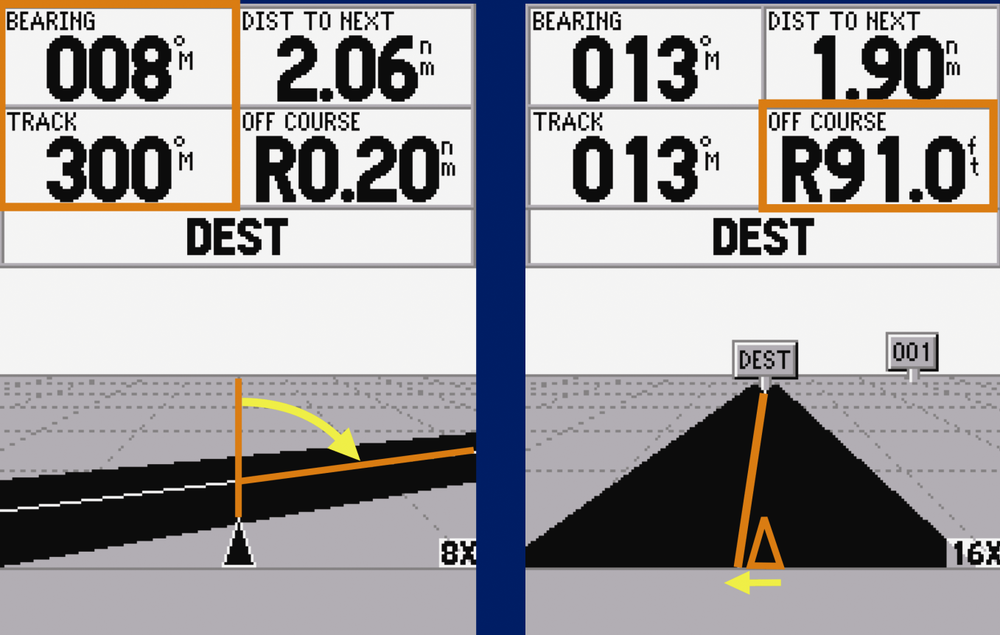 BEARING
008°M
DIST TO NEXT
2.06nm
TRACK
300°M
OFF COURSE
R0.20nm
DEST
8X
BEARING
013°M
DIST TO NEXT
1.90nm
TRACK
013°M
OFF COURSE
R91.0ft
DEST
DEST
001
16X